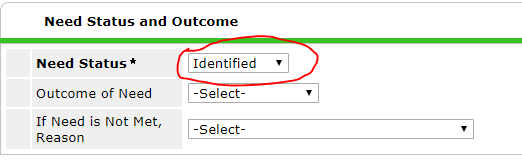 Need Status and Outcome
Need Status* Identified
Outcome of Need -Select-
If Need is Not Met,
Reason -Select-